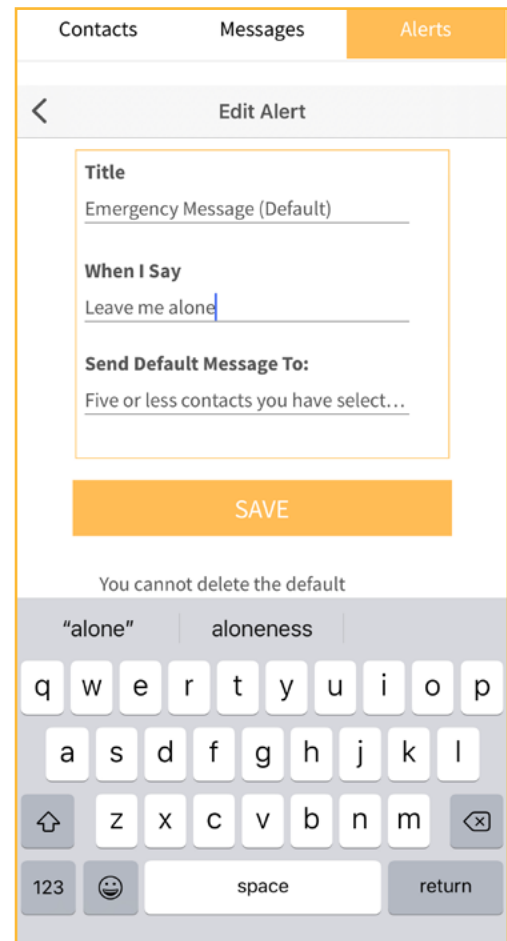 Contacts Messages Alerts
Edit Alert
Title
Emergency Message (Default)
When I Say
Leave me alone
Send Default Message To:
Five or less contacts you have select...
SAVE
You cannot delete the default
“alone” aloneness
q w e r t y u i o p
a s d f g h j k l
z x c v b n m
123 space return